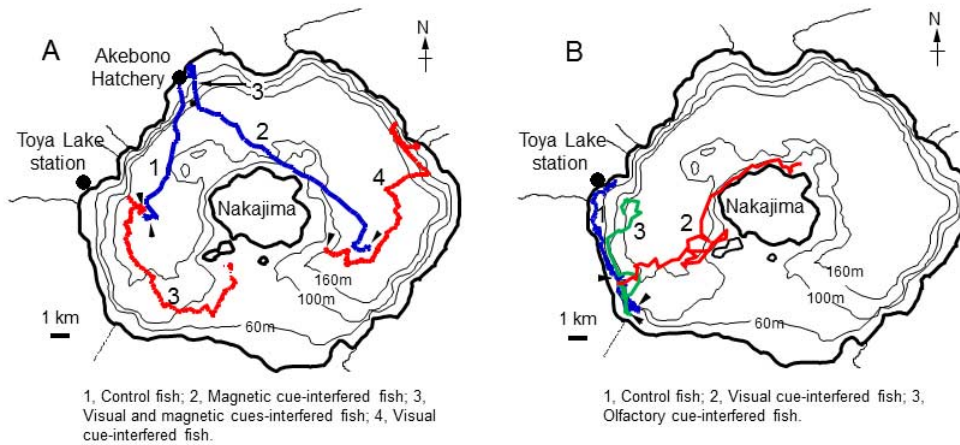 A
Akebono
Hatchery
3
N
Toya Lake
station
1
2
4
Nakajima
3
160m
100m
60m
1 km
1, Control fish; 2, Magnetic cue-interfered fish; 3,
Visual and magnetic cues-interfered fish; 4, Visual
cue-interfered fish.
B
N
Toya Lake
station
1
3
2
Nakajima
160m
100m
60m
1 km
1, Control fish; 2, Visual cue-interfered fish; 3,
Olfactory cue-interfered fish.